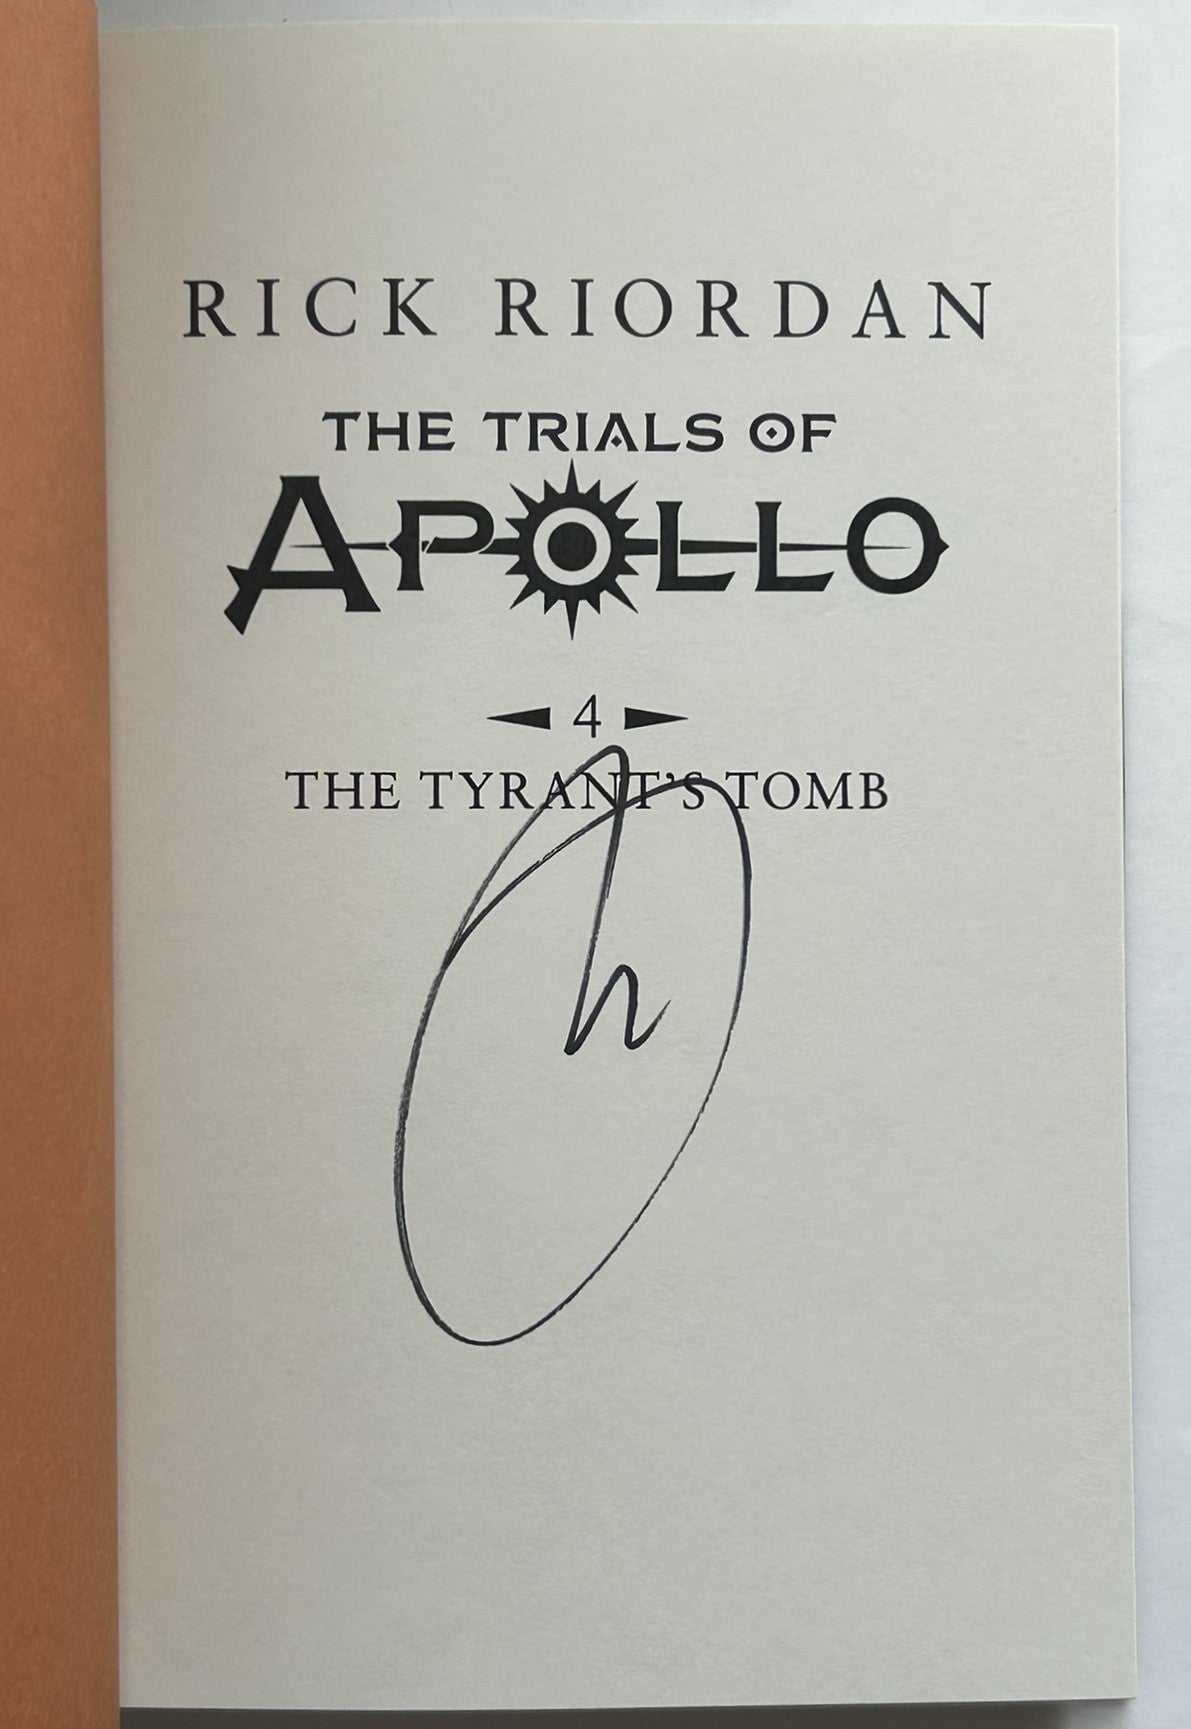 RICK RIORDAN
THE TRIALS OF
APOLLO
4
THE TYRANT'S TOMB